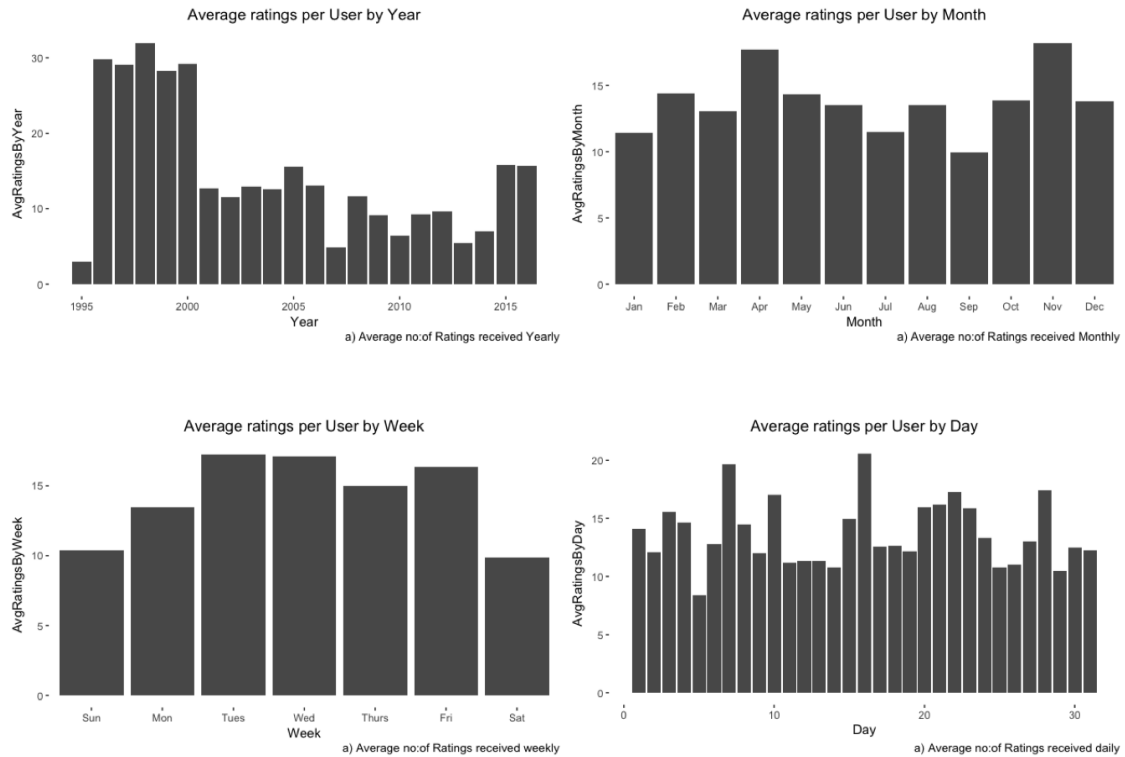 Average ratings per User by Year
AvgRatingsByYear
30
20
10
0
1995 2000 2005 2010 2015
Year
a) Average no:of Ratings received Yearly
Average ratings per User by Month
AvgRatingsByMonth
15
10
5
0
Jan Feb Mar Apr May Jun Jul Aug Sep Oct Nov Dec
Month
a) Average no:of Ratings received Monthly
Average ratings per User by Week
AvgRatingsByWeek
15
10
5
0
Sun Mon Tues Wed Thurs Fri Sat
Week
a) Average no:of Ratings received weekly
Average ratings per User by Day
AvgRatingsByDay
20
15
10
5
0
0 10 20 30
Day
a) Average no:of Ratings received daily